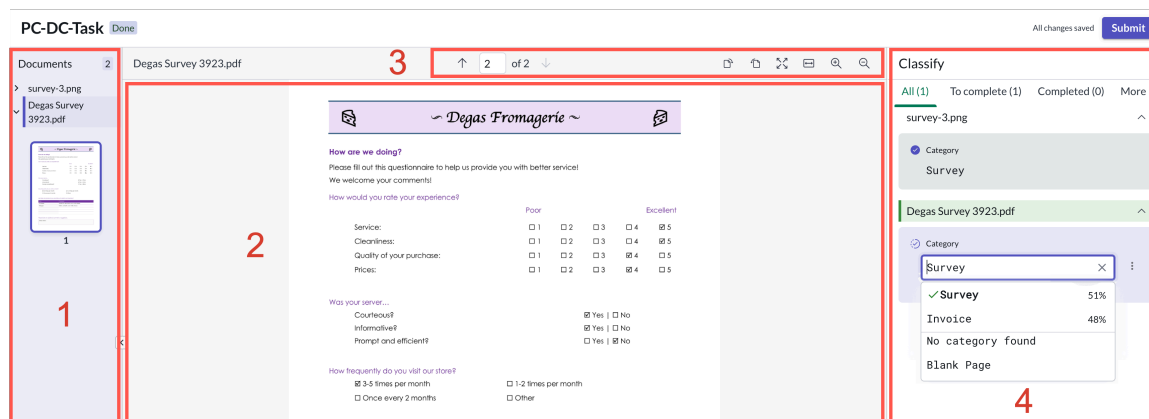 PC-DC-Task Done
All changes saved Submit
Documents 2
survey-3.png
Degas Survey
3923.pdf
1
1
Degas Survey 3923.pdf
3
2 of 2
~ Degas Fromagerie ~
How are we doing?
Please fill out this questionnaire to help us provide you with better service!
We welcome your comments!
How would you rate your experience?
Poor Excellent
Service: ☐ 1 ☐ 2 ☐ 3 ☐ 4 ☑ 5
Cleanliness: ☐ 1 ☐ 2 ☐ 3 ☐ 4 ☑ 5
Quality of your purchase: ☐ 1 ☐ 2 ☐ 3 ☑ 4 ☐ 5
Prices: ☐ 1 ☐ 2 ☐ 3 ☑ 4 ☐ 5
2
Was your server...
Courteous? ☑ Yes | ☐ No
Informative? ☑ Yes | ☐ No
Prompt and efficient? ☐ Yes | ☑ No
How frequently do you visit our store?
☑ 3-5 times per month ☐ 1-2 times per month
☐ Once every 2 months ☐ Other
Classify
All (1) To complete (1) Completed (0) More
survey-3.png
Category
Survey
Degas Survey 3923.pdf
Category
Survey
Survey 51%
Invoice 48%
No category found
Blank Page
4